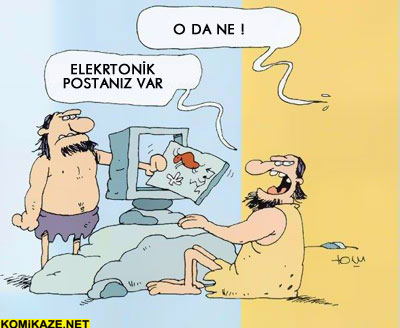 O DA NE !
ELEKRTONİK
POSTANIZ VAR
KOMIKAZE.NET